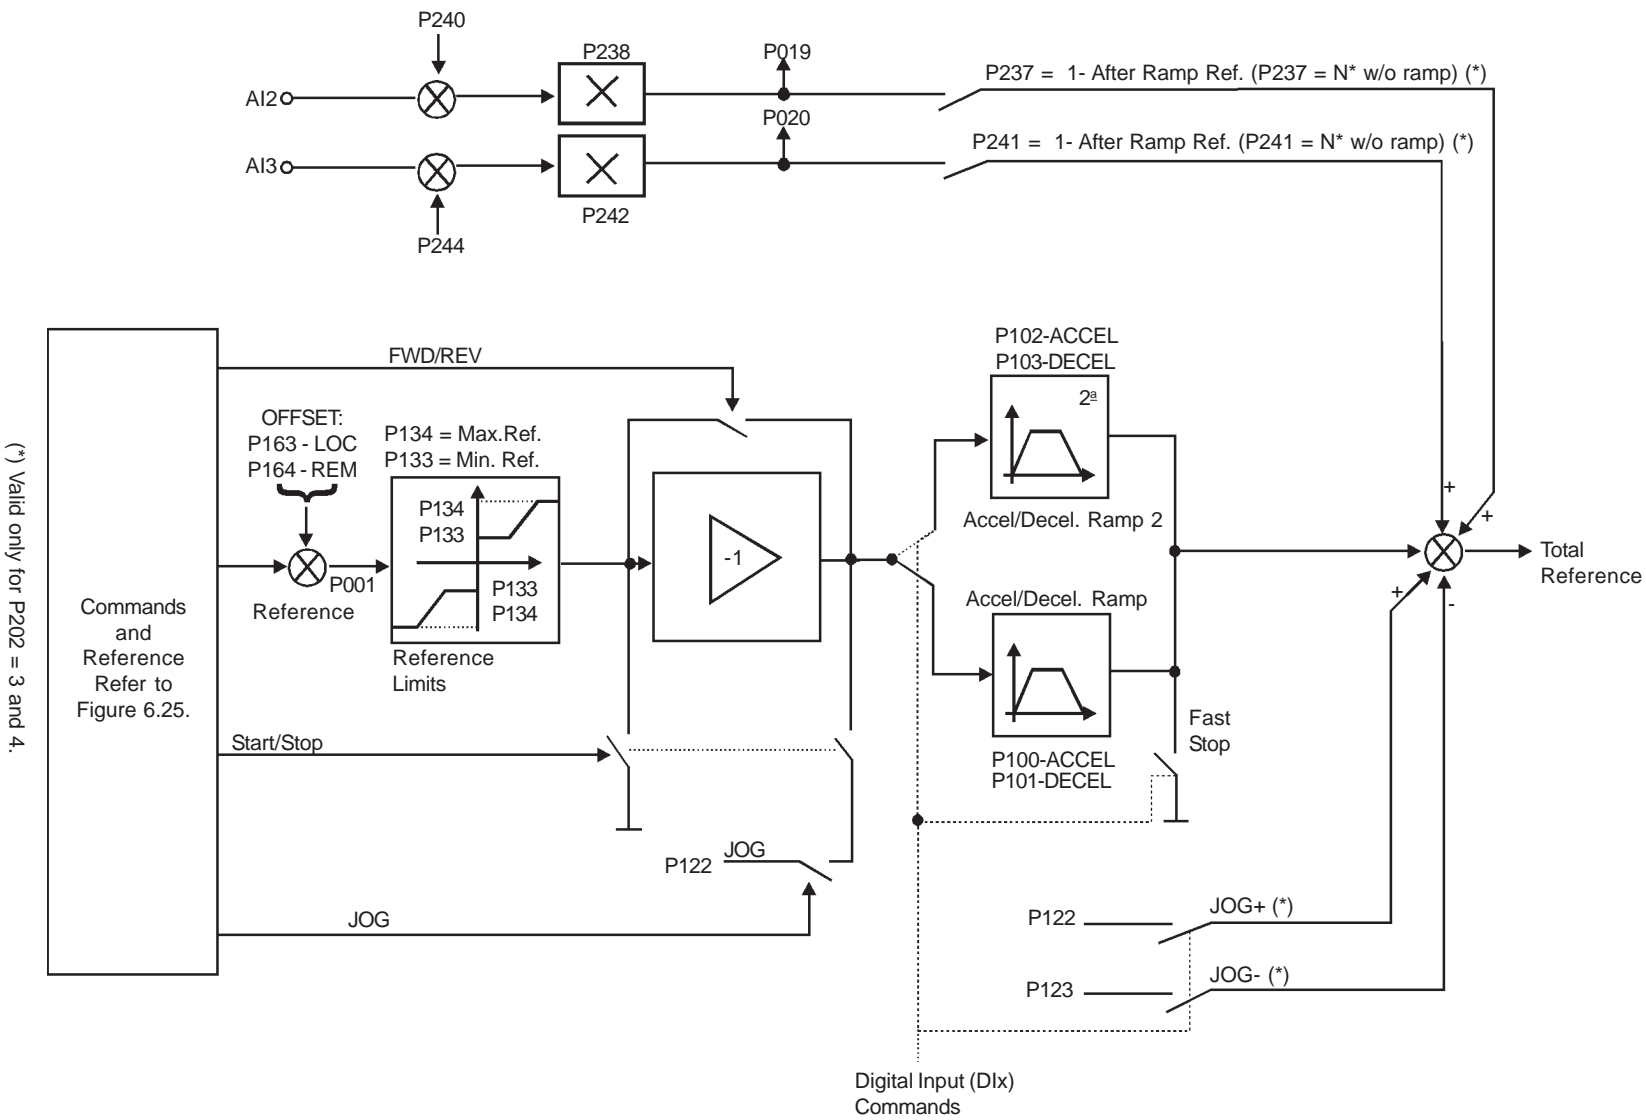 P240
P238
P019
P237 = 1- After Ramp Ref. (P237 = N* w/o ramp) (*)
AI2
P020
P241 = 1- After Ramp Ref. (P241 = N* w/o ramp) (*)
AI3
P242
P244
P102-ACCEL
P103-DECEL
2ª
FWD/REV
OFFSET:
P163 - LOC
P164 - REM
P134 = Max.Ref.
P133 = Min. Ref.
P134
P133
P133
P134
-1
Accel/Decel. Ramp 2
+
+
Total
Reference
P001
Reference
Reference
Limits
Accel/Decel. Ramp
+
-
Commands
and
Reference
Refer to
Figure 6.25.
(*) Valid only for P202 = 3 and 4.
Start/Stop
Fast
Stop
P100-ACCEL
P101-DECEL
P122
JOG
JOG
P122
JOG+ (*)
P123
JOG- (*)
Digital Input (DIx)
Commands